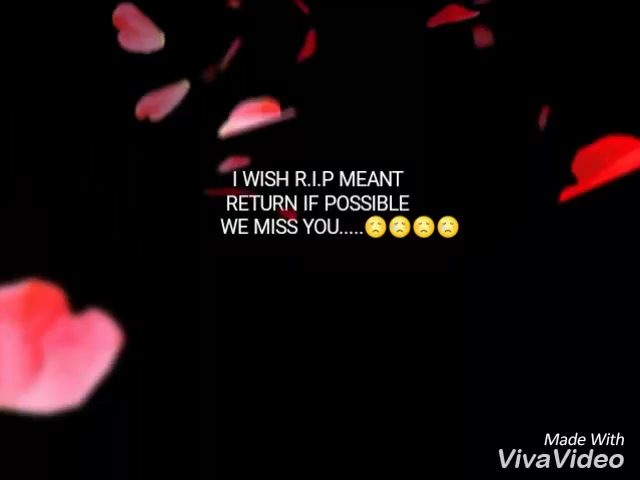 I WISH R.I.P MEANT
RETURN IF POSSIBLE
WE MISS YOU.....😟😟😟😟
Made With
VivaVideo